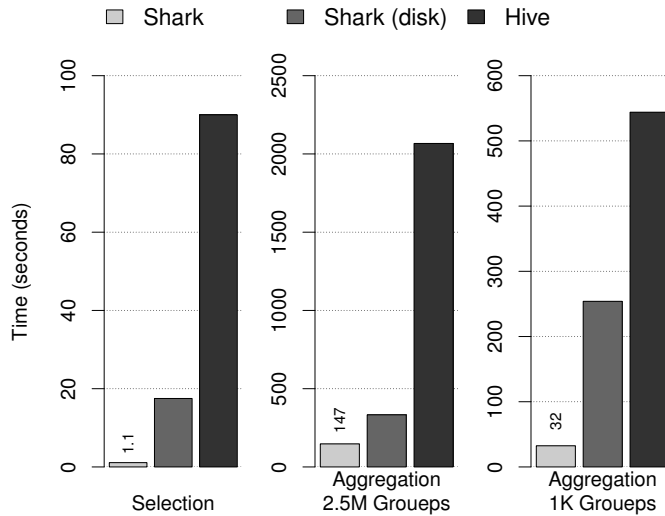 Shark Shark (disk) Hive
Time (seconds)
0 20 40 60 80 100
1.1
Selection
0 500 1000 1500 2000 2500
147
Aggregation
2.5M Groueps
0 100 200 300 400 500 600
32
Aggregation
1K Groueps